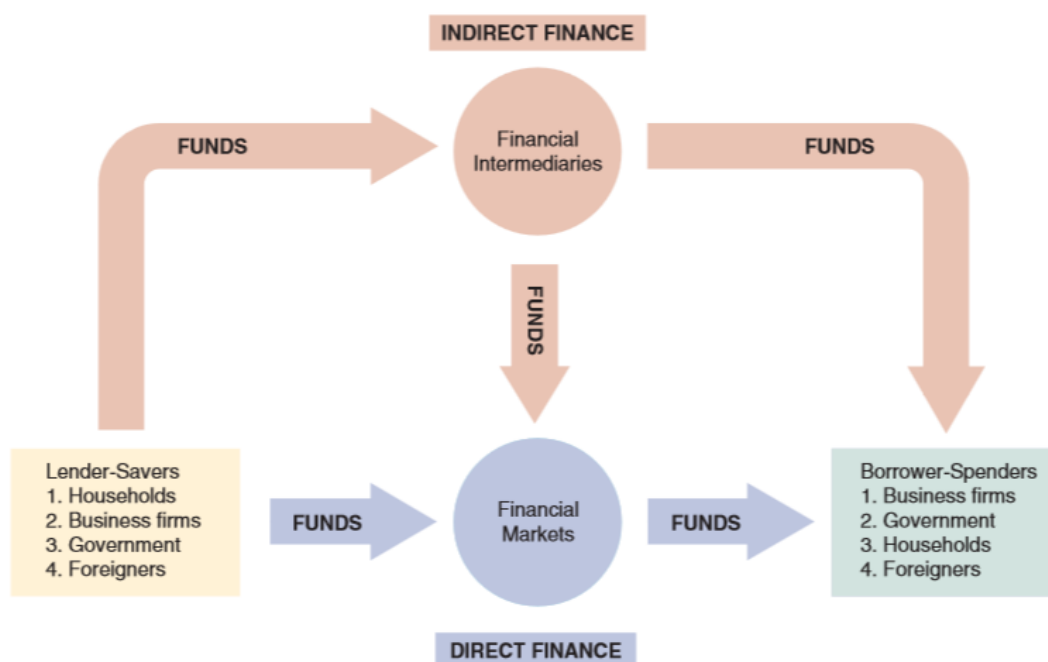 INDIRECT FINANCE
FUNDS
Financial
Intermediaries
FUNDS
FUNDS
Lender-Savers
1. Households
2. Business firms
3. Government
4. Foreigners
FUNDS
Financial
Markets
FUNDS
Borrower-Spenders
1. Business firms
2. Government
3. Households
4. Foreigners
DIRECT FINANCE